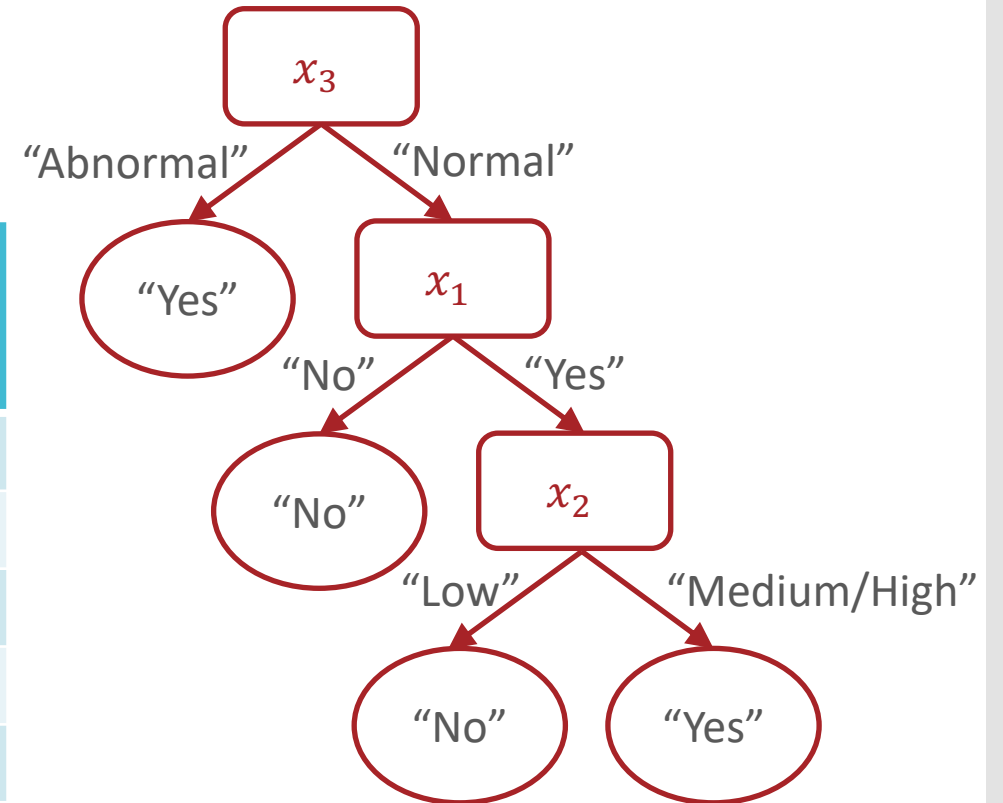 x₃
“Abnormal” “Normal”
“Yes” x₁
“No” “Yes”
“No” x₂
“Low” “Medium/High”
“No” “Yes”